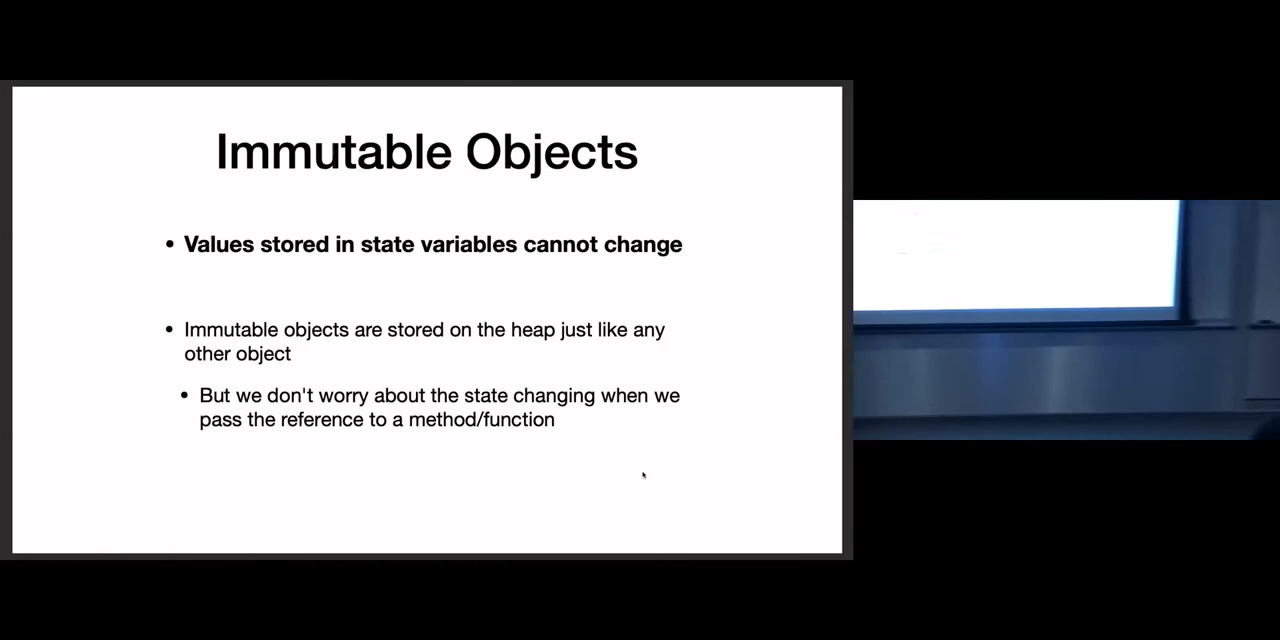 Immutable Objects
• Values stored in state variables cannot change
• Immutable objects are stored on the heap just like any
other object
• But we don't worry about the state changing when we
pass the reference to a method/function